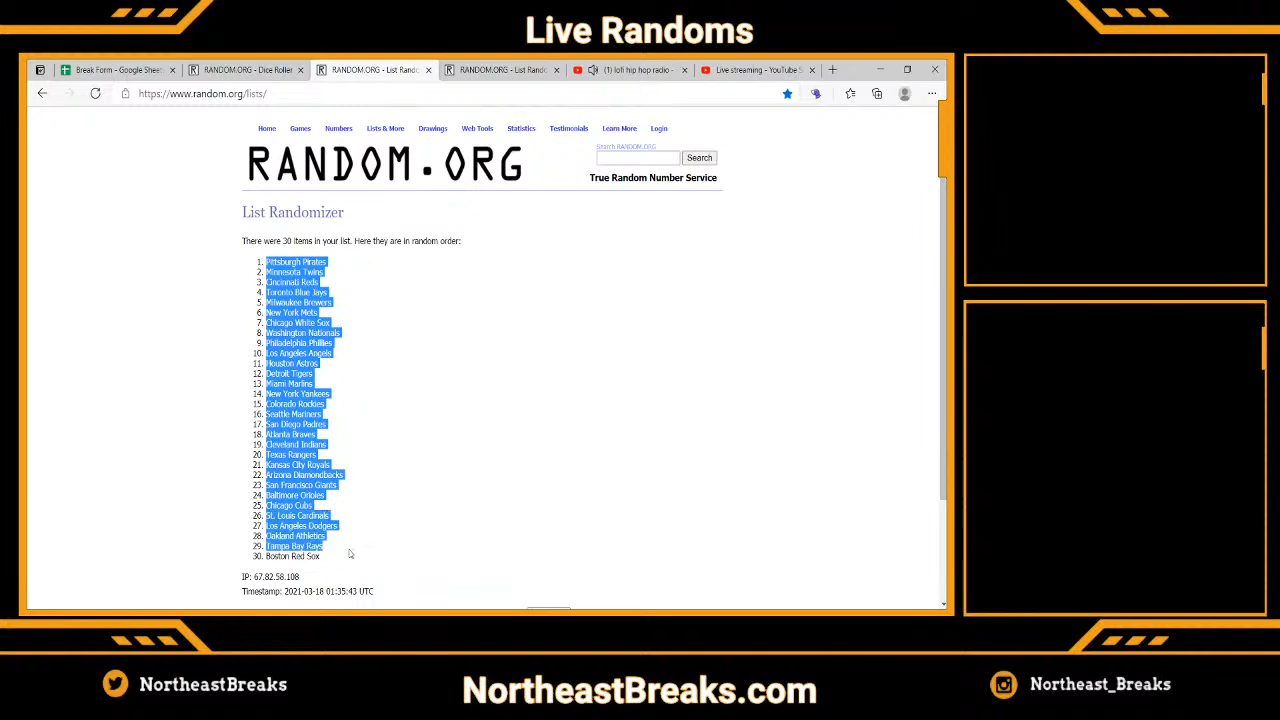 Live Randoms
Break Form - Google Sheets
RANDOM.ORG - Dice Roller
RANDOM.ORG - List Rando
RANDOM.ORG - List Rando
(1) lofi hip hop radio -
Live streaming - YouTube S
https://www.random.org/lists/
Home Games Numbers Lists & More Drawings Web Tools Statistics Testimonials Learn More Login
RANDOM.ORG
Search RANDOM.ORG
Search
True Random Number Service
List Randomizer
There were 30 items in your list. Here they are in random order:
1. Pittsburgh Pirates
2. Minnesota Twins
3. Cincinnati Reds
4. Toronto Blue Jays
5. Milwaukee Brewers
6. New York Mets
7. Chicago White Sox
8. Washington Nationals
9. Philadelphia Phillies
10. Los Angeles Angels
11. Houston Astros
12. Detroit Tigers
13. Miami Marlins
14. New York Yankees
15. Colorado Rockies
16. Seattle Mariners
17. San Diego Padres
18. Atlanta Braves
19. Cleveland Indians
20. Texas Rangers
21. Kansas City Royals
22. Arizona Diamondbacks
23. San Francisco Giants
24. Baltimore Orioles
25. Chicago Cubs
26. St. Louis Cardinals
27. Los Angeles Dodgers
28. Oakland Athletics
29. Tampa Bay Rays
30. Boston Red Sox
IP: 67.82.58.108
Timestamp: 2021-03-18 01:35:43 UTC
NortheastBreaks
NortheastBreaks.com
Northeast_Breaks